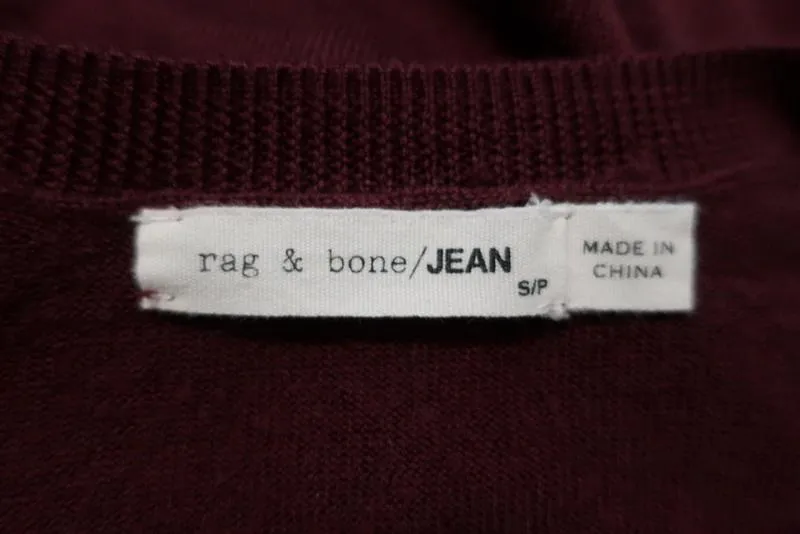 rag & bone/JEAN
S/P
MADE IN
CHINA